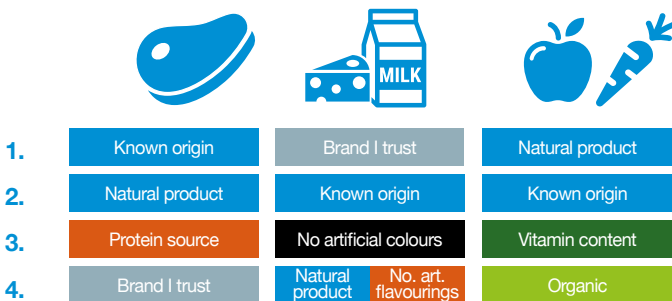 MILK
1. Known origin Brand I trust Natural product
2. Natural product Known origin Known origin
3. Protein source No artificial colours Vitamin content
4. Brand I trust Natural product No. art. flavourings Organic